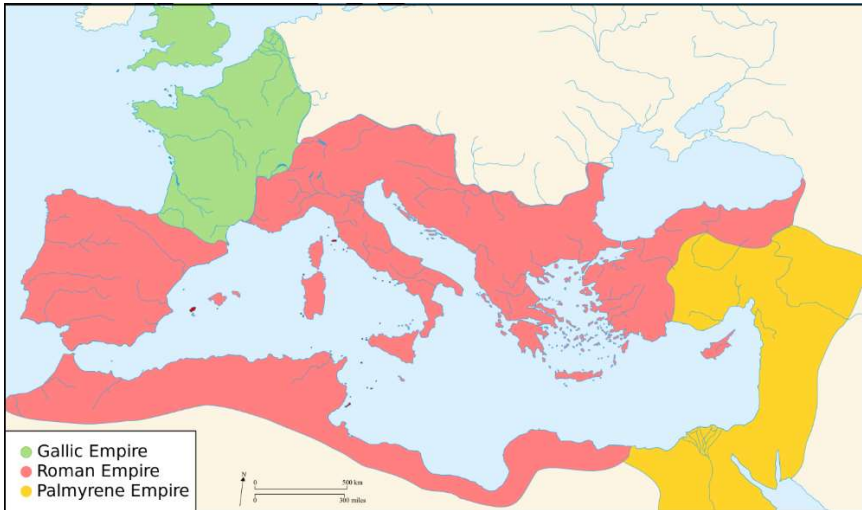 Gallic Empire
Roman Empire
Palmyrene Empire
N
0 500 km
0 300 miles